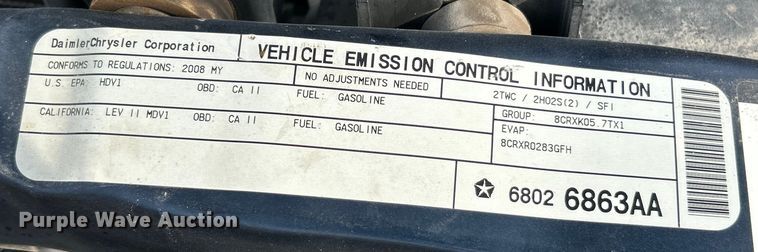 DaimlerChrysler Corporation
VEHICLE EMISSION CONTROL INFORMATION
CONFORMS TO REGULATIONS: 2008 MY
NO ADJUSTMENTS NEEDED
2TWC / 2HO2S(2) / SFI
U.S. EPA HDV1 OBD: CA II FUEL: GASOLINE
GROUP: 8CRXK05.7TX1
CALIFORNIA: LEV II MDV1 OBD: CA II FUEL: GASOLINE
EVAP:
8CRXR0283GFH
6802 6863AA
Purple Wave Auction